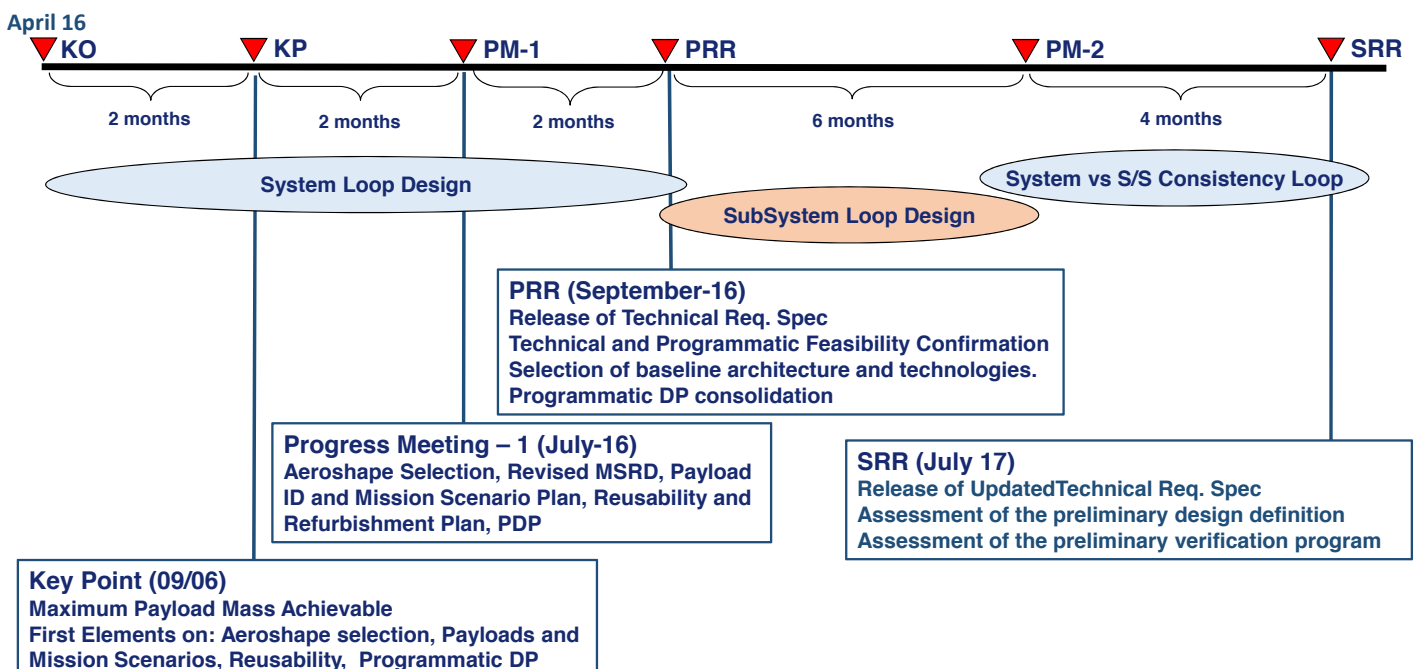 April 16
KO
KP
PM-1
PRR
PM-2
SRR
2 months
2 months
2 months
6 months
4 months
System Loop Design
SubSystem Loop Design
System vs S/S Consistency Loop
PRR (September-16)
Release of Technical Req. Spec
Technical and Programmatic Feasibility Confirmation
Selection of baseline architecture and technologies.
Programmatic DP consolidation
Progress Meeting – 1 (July-16)
Aeroshape Selection, Revised MSRD, Payload
ID and Mission Scenario Plan, Reusability and
Refurbishment Plan, PDP
SRR (July 17)
Release of UpdatedTechnical Req. Spec
Assessment of the preliminary design definition
Assessment of the preliminary verification program
Key Point (09/06)
Maximum Payload Mass Achievable
First Elements on: Aeroshape selection, Payloads and
Mission Scenarios, Reusability, Programmatic DP